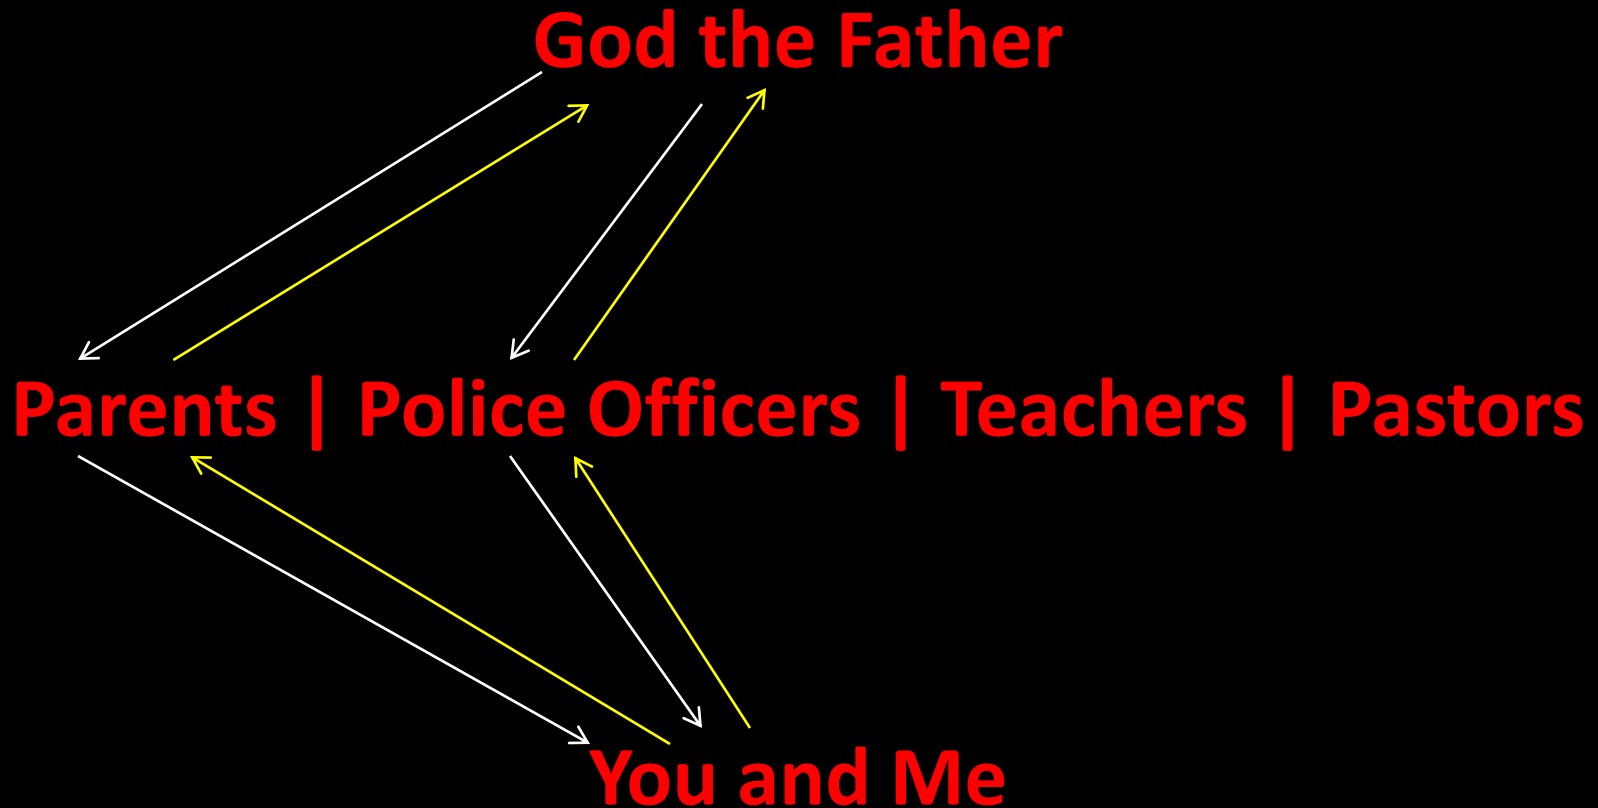 God the Father
Parents | Police Officers | Teachers | Pastors
You and Me